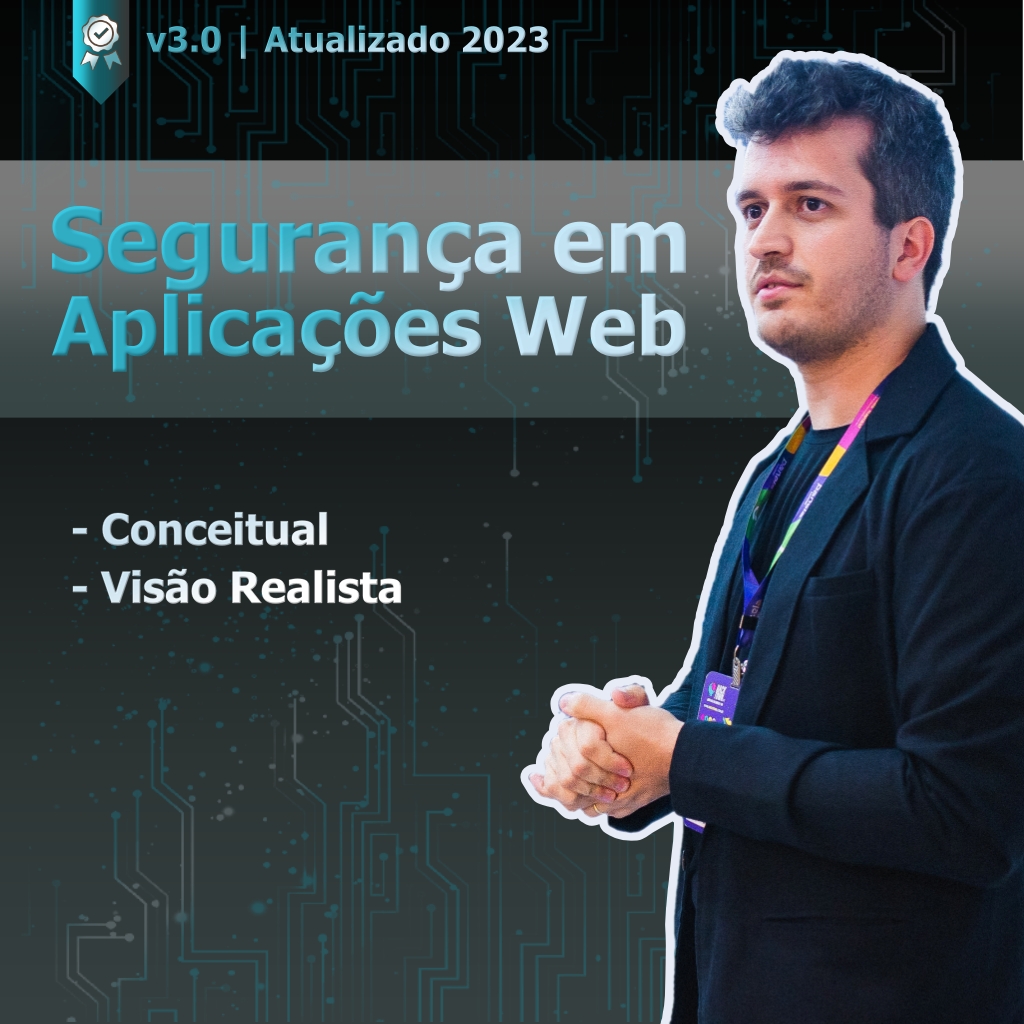 v3.0 | Atualizado 2023
Segurança em
Aplicações Web
- Conceitual
- Visão Realista